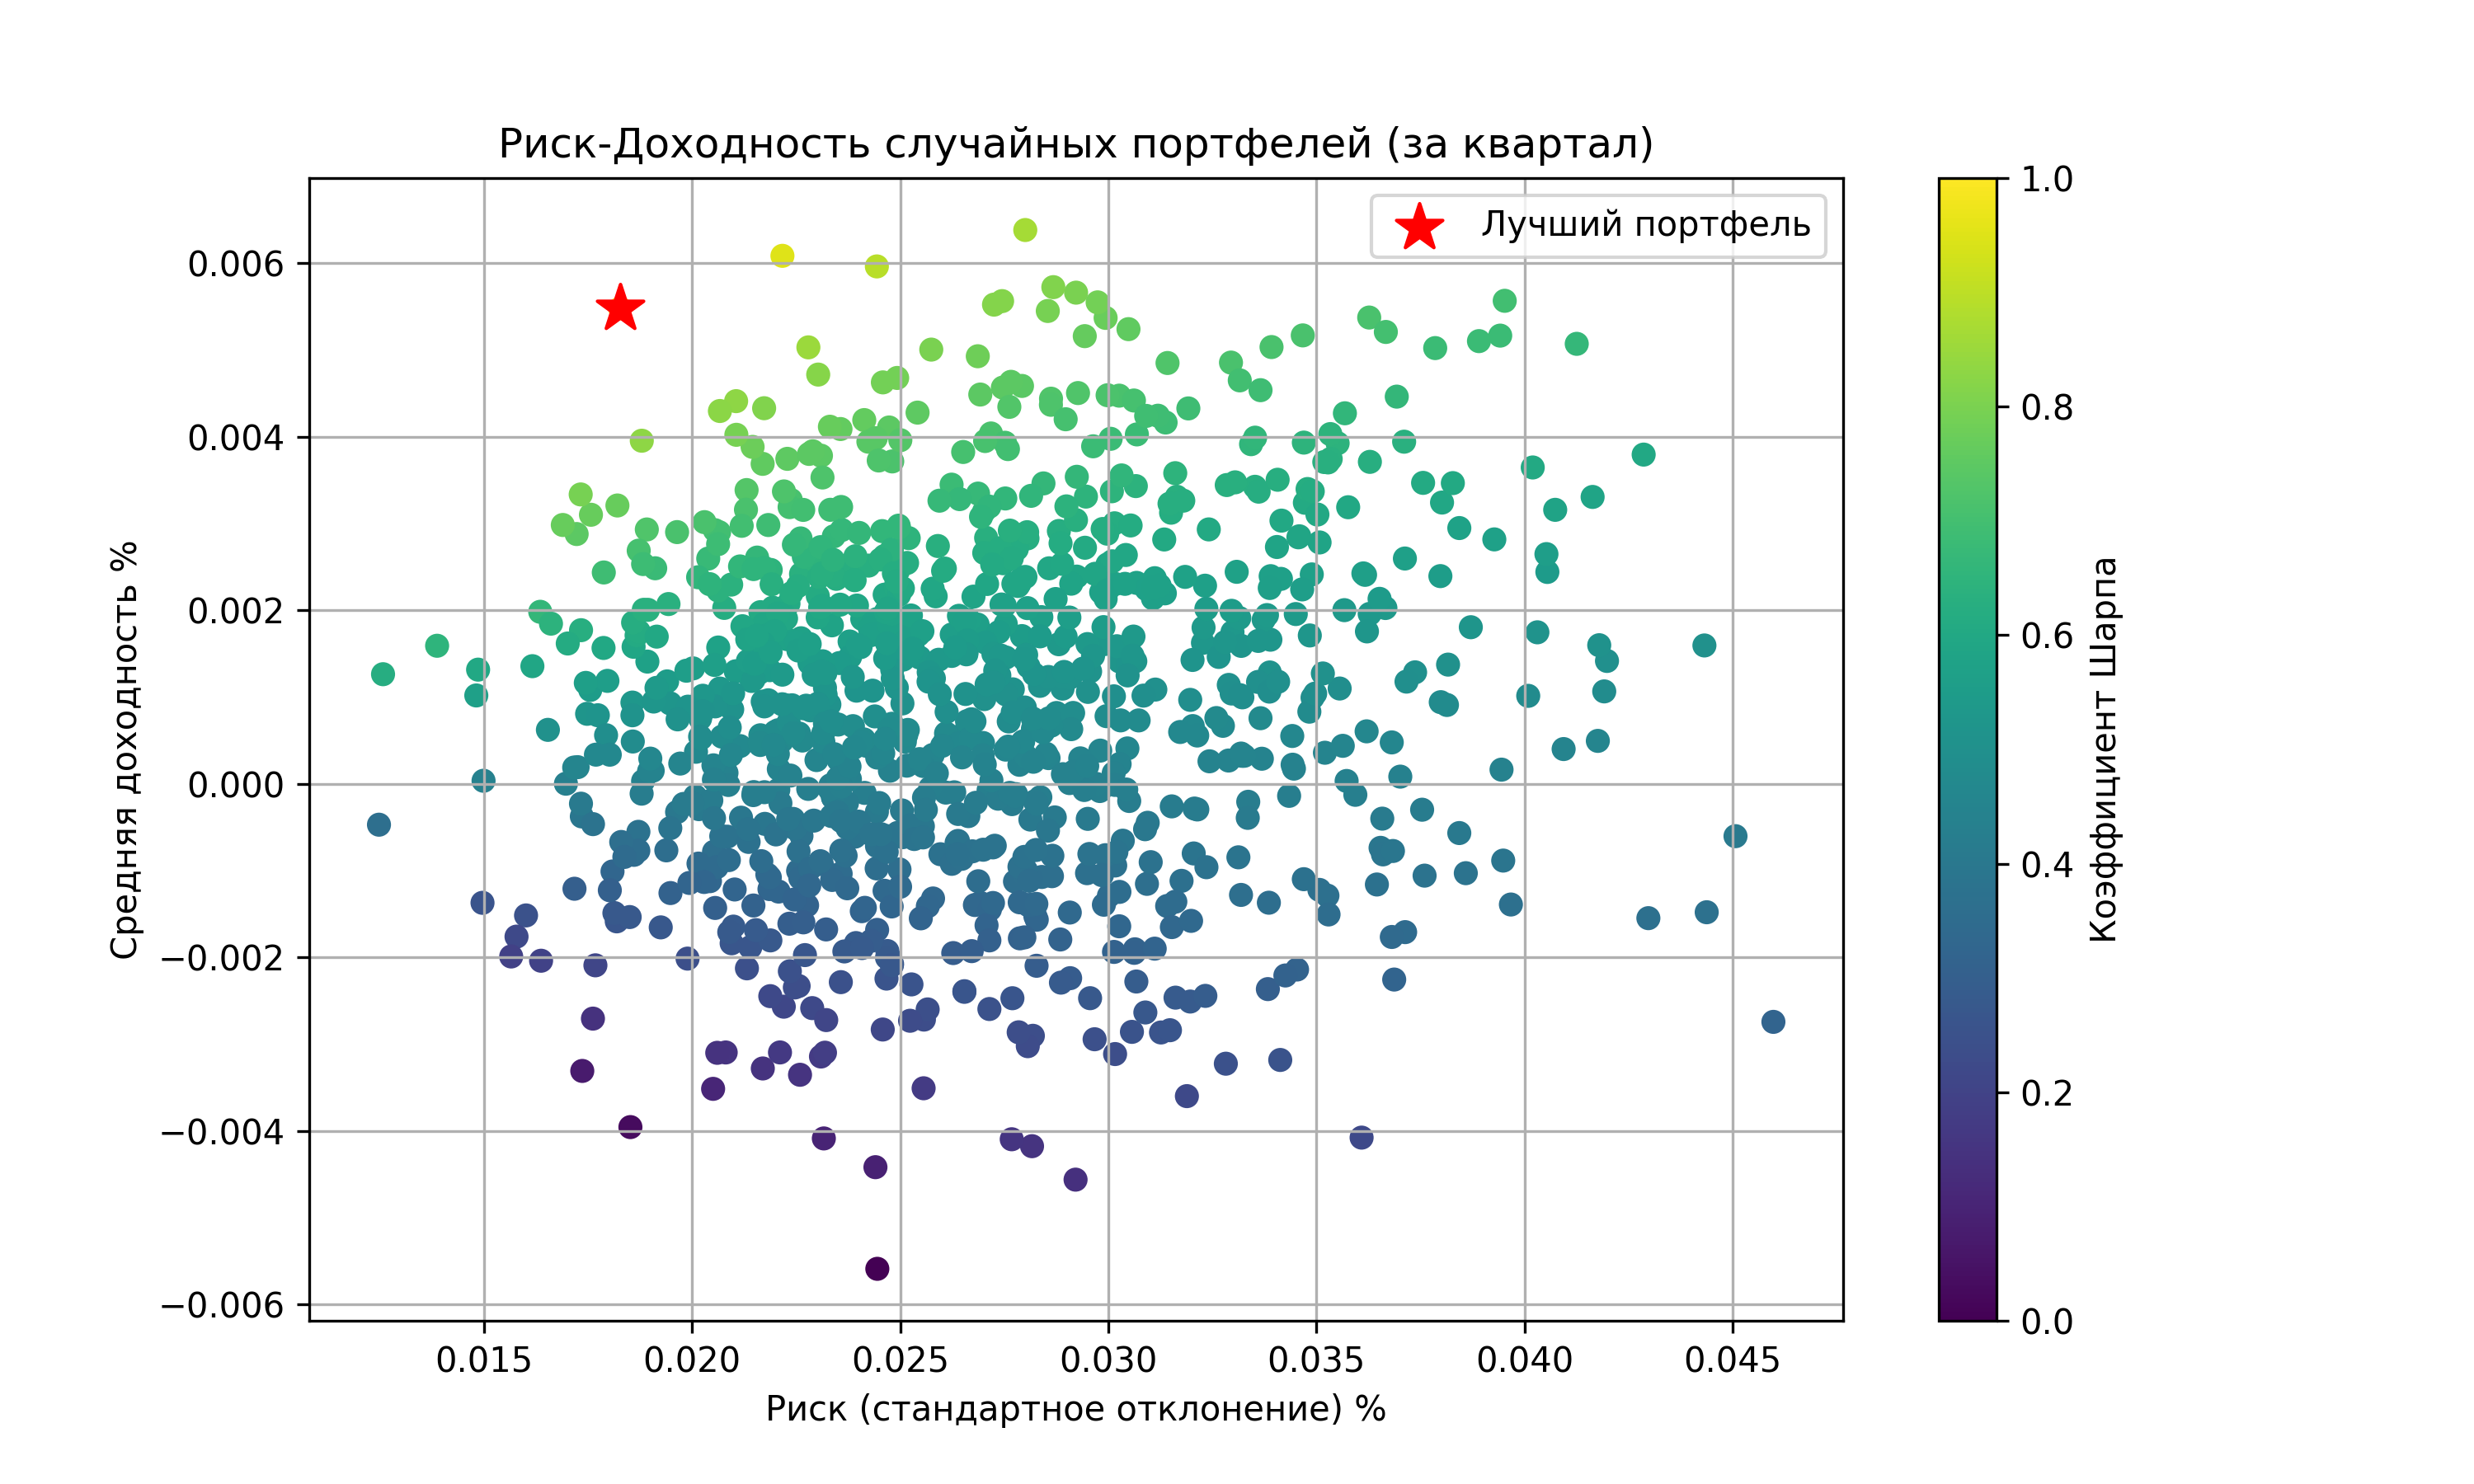 Риск-Доходность случайных портфелей (за квартал)
Лучший портфель
Средняя доходность %
0.006
0.004
0.002
0.000
−0.002
−0.004
−0.006
0.015 0.020 0.025 0.030 0.035 0.040 0.045
Риск (стандартное отклонение) %
1.0
0.8
0.6
0.4
0.2
0.0
Коэффициент Шарпа